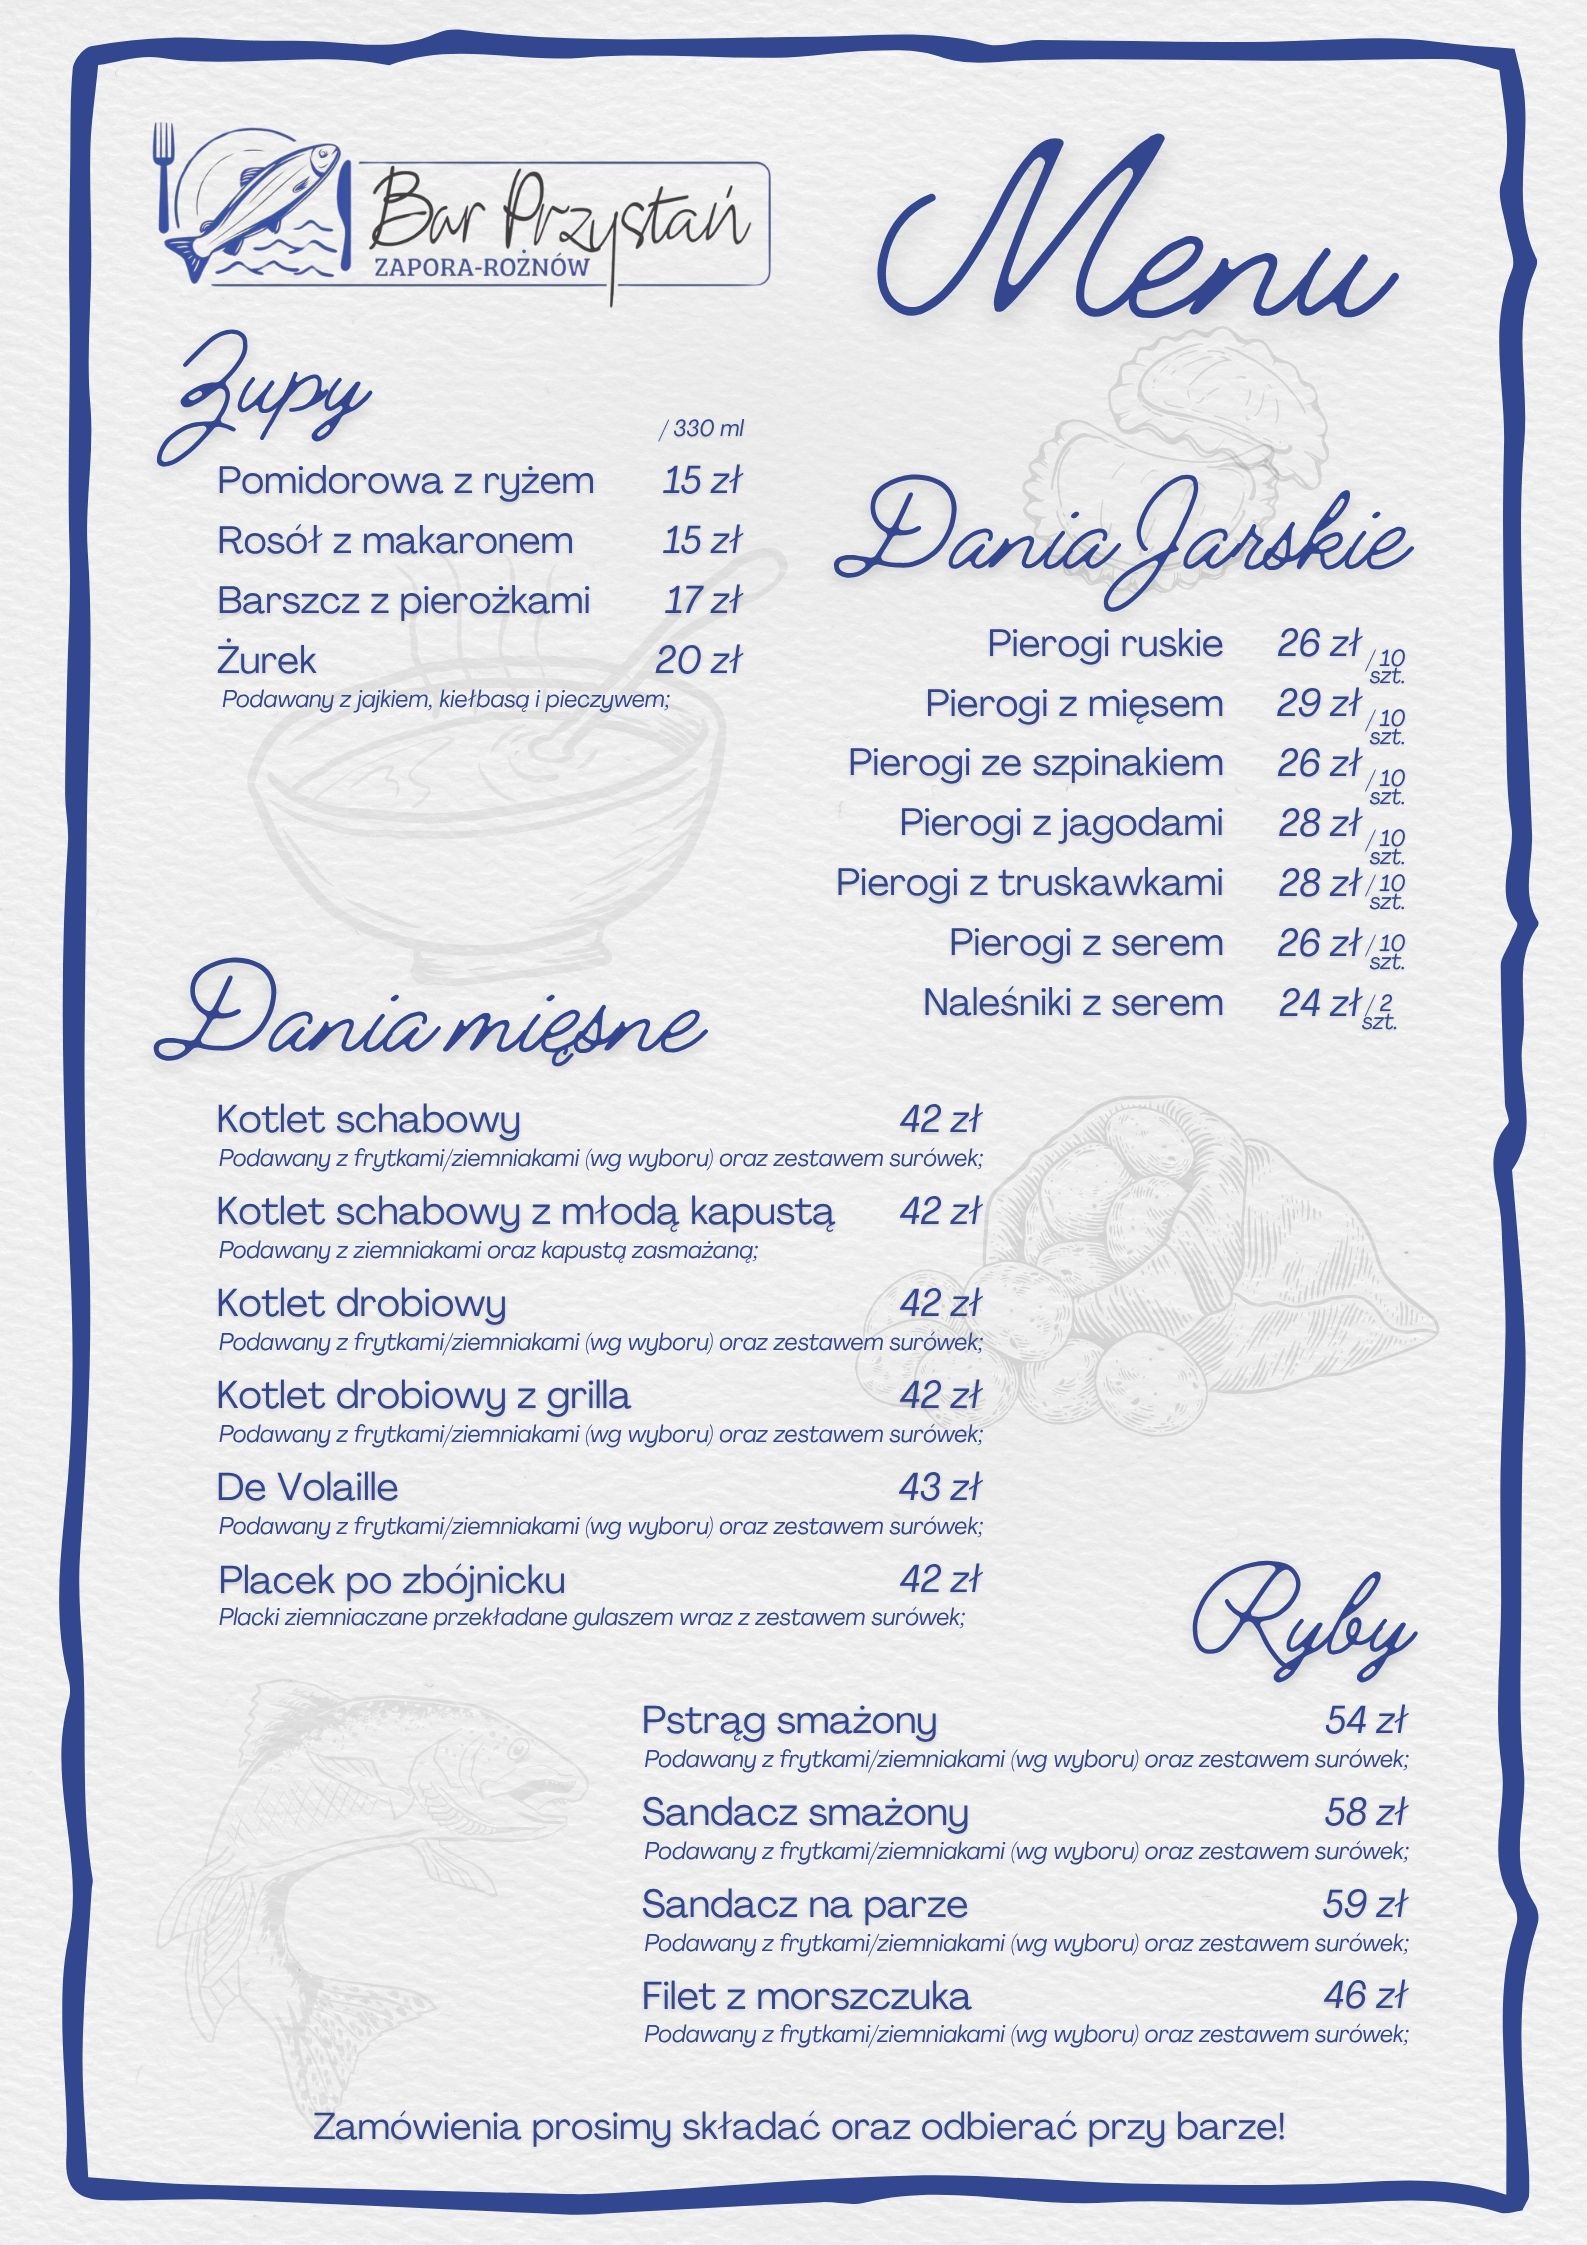 Bar Przystań
ZAPORA-ROŻNÓW
Menu
Zupy
/ 330 ml
Pomidorowa z ryżem 15 zł
Rosół z makaronem 15 zł
Barszcz z pierożkami 17 zł
Żurek 20 zł
Podawany z jajkiem, kiełbasą i pieczywem;
Dania Jarskie
Pierogi ruskie 26 zł / 10 szt.
Pierogi z mięsem 29 zł / 10 szt.
Pierogi ze szpinakiem 26 zł / 10 szt.
Pierogi z jagodami 28 zł / 10 szt.
Pierogi z truskawkami 28 zł / 10 szt.
Pierogi z serem 26 zł / 10 szt.
Naleśniki z serem 24 zł / 2 szt.
Dania mięsne
Kotlet schabowy 42 zł
Podawany z frytkami/ziemniakami (wg wyboru) oraz zestawem surówek;
Kotlet schabowy z młodą kapustą 42 zł
Podawany z ziemniakami oraz kapustą zasmażaną;
Kotlet drobiowy 42 zł
Podawany z frytkami/ziemniakami (wg wyboru) oraz zestawem surówek;
Kotlet drobiowy z grilla 42 zł
Podawany z frytkami/ziemniakami (wg wyboru) oraz zestawem surówek;
De Volaille 43 zł
Podawany z frytkami/ziemniakami (wg wyboru) oraz zestawem surówek;
Placek po zbójnicku 42 zł
Placki ziemniaczane przekładane gulaszem wraz z zestawem surówek;
Ryby
Pstrąg smażony 54 zł
Podawany z frytkami/ziemniakami (wg wyboru) oraz zestawem surówek;
Sandacz smażony 58 zł
Podawany z frytkami/ziemniakami (wg wyboru) oraz zestawem surówek;
Sandacz na parze 59 zł
Podawany z frytkami/ziemniakami (wg wyboru) oraz zestawem surówek;
Filet z morszczuka 46 zł
Podawany z frytkami/ziemniakami (wg wyboru) oraz zestawem surówek;
Zamówienia prosimy składać oraz odbierać przy barze!